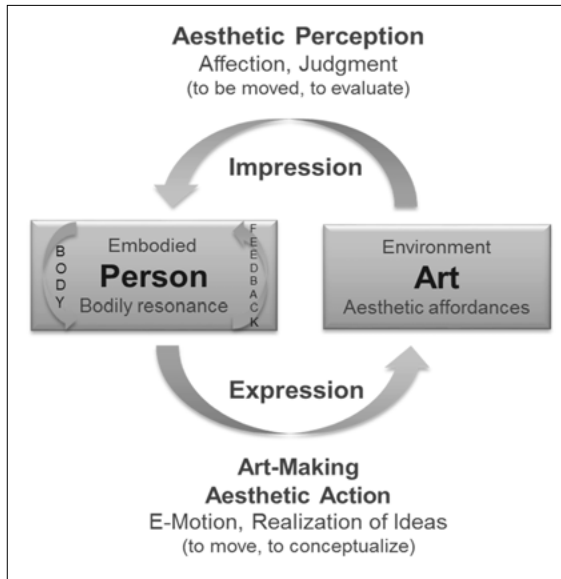 Aesthetic Perception
Affection, Judgment
(to be moved, to evaluate)
Impression
BODY
Embodied
Person
Bodily resonance
FEEDBACK
Environment
Art
Aesthetic affordances
Expression
Art-Making
Aesthetic Action
E-Motion, Realization of Ideas
(to move, to conceptualize)